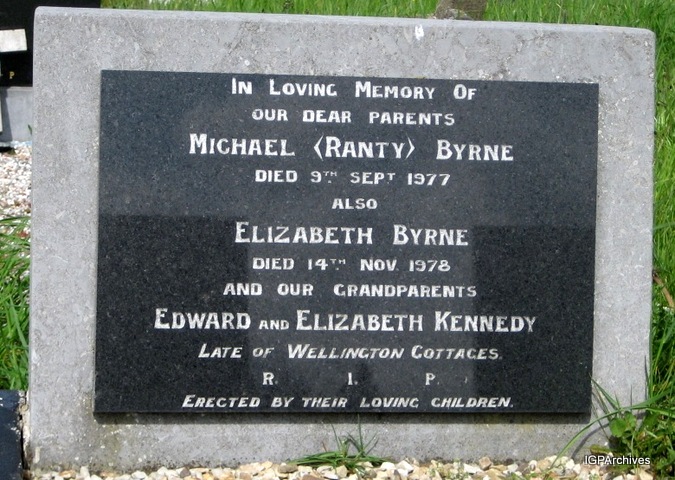 In Loving Memory Of
our dear parents
Michael (Ranty) Byrne
died 9th Sept 1977
also
Elizabeth Byrne
died 14th Nov. 1978
and our grandparents
Edward and Elizabeth Kennedy
Late of Wellington Cottages.
R. I. P.
Erected by their loving children.
IGPArchives